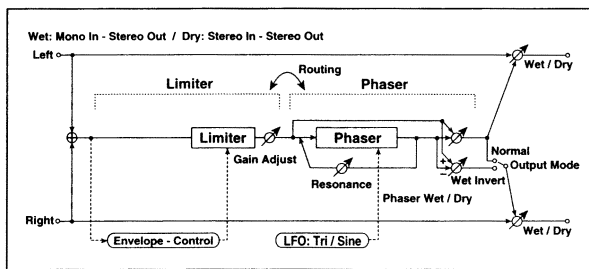 Wet: Mono In - Stereo Out / Dry: Stereo In - Stereo Out
Left
Wet / Dry
Routing
Limiter
Phaser
Limiter
Phaser
Gain Adjust
Normal
Output Mode
+
−
Wet Invert
Resonance
Phaser Wet / Dry
Right
Wet / Dry
Envelope - Control
LFO: Tri / Sine